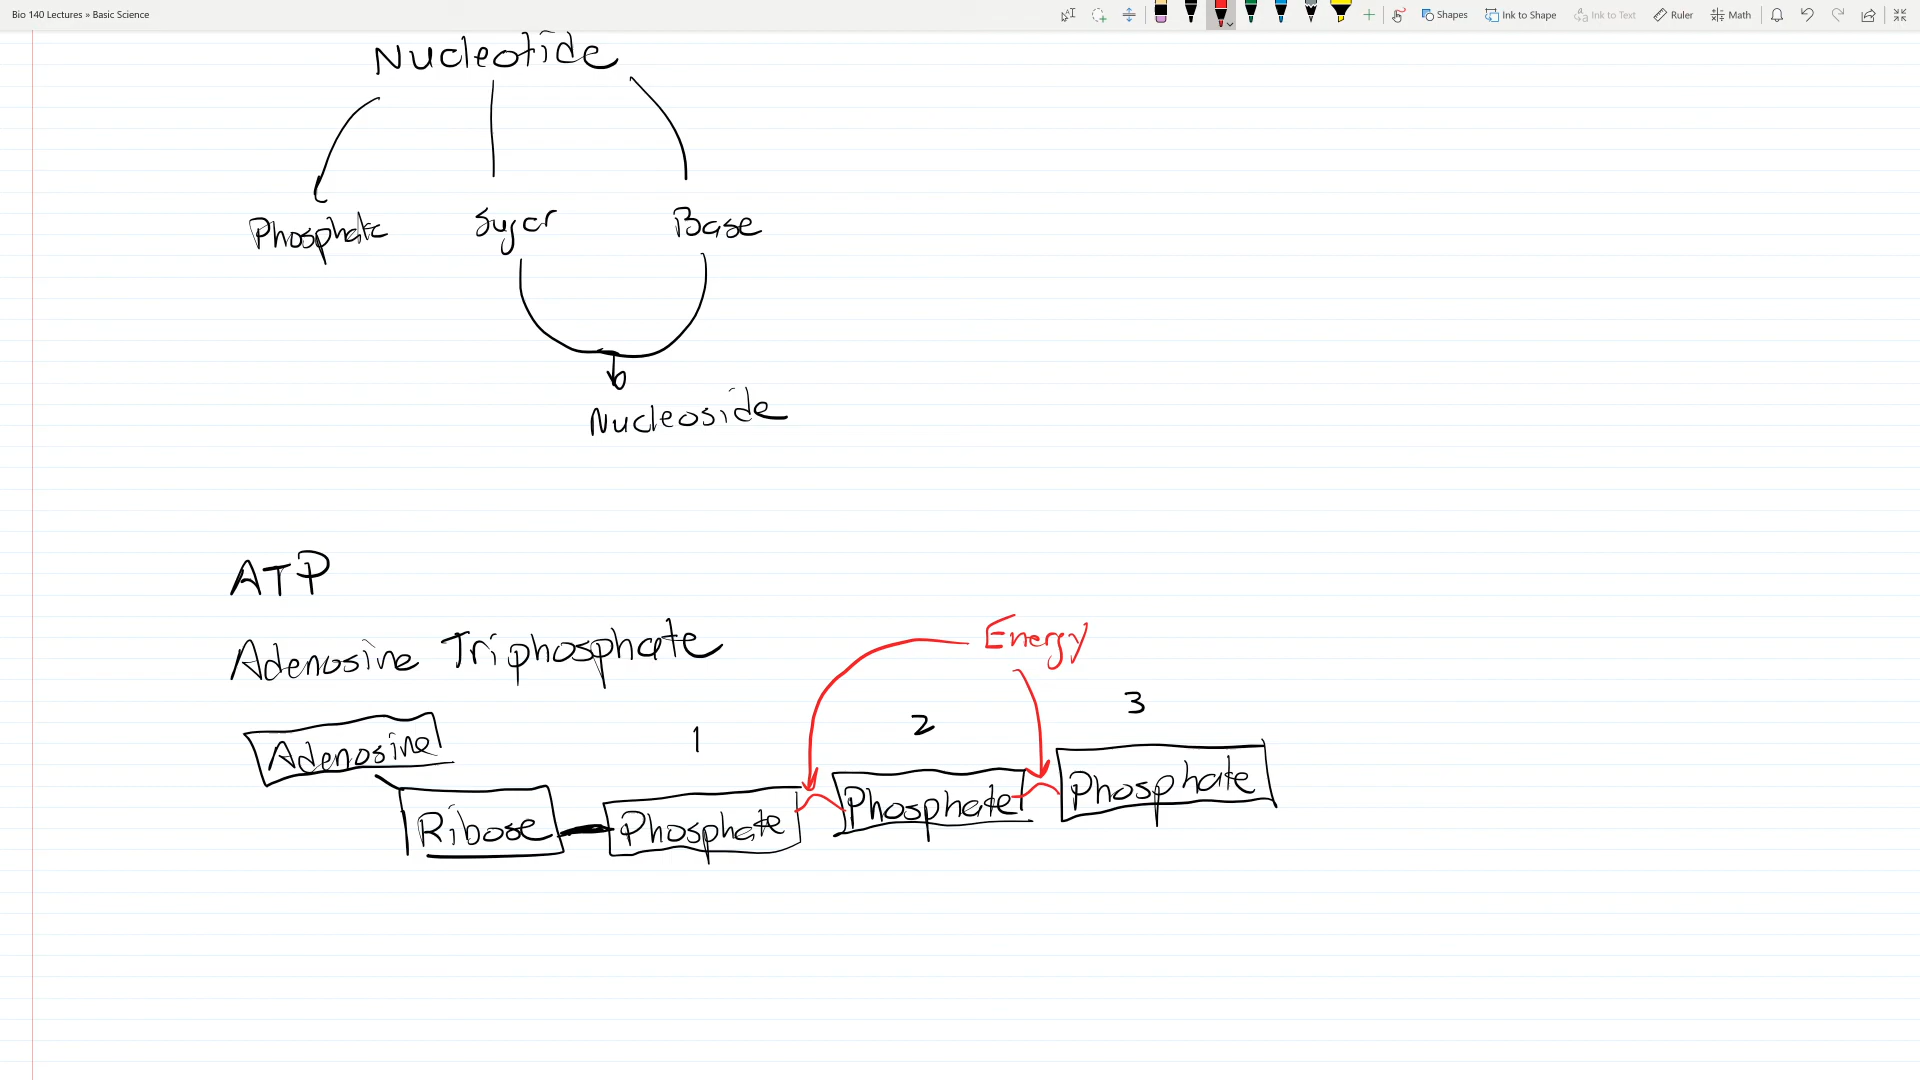 Bio 140 Lectures » Basic Science
Shapes Ink to Shape Ink to Text Ruler Math
Nucleotide
Phosphate Sugar Base
Nucleoside
ATP
Adenosine Triphosphate
Energy
1 2 3
Adenosine
Ribose Phosphate Phosphate Phosphate